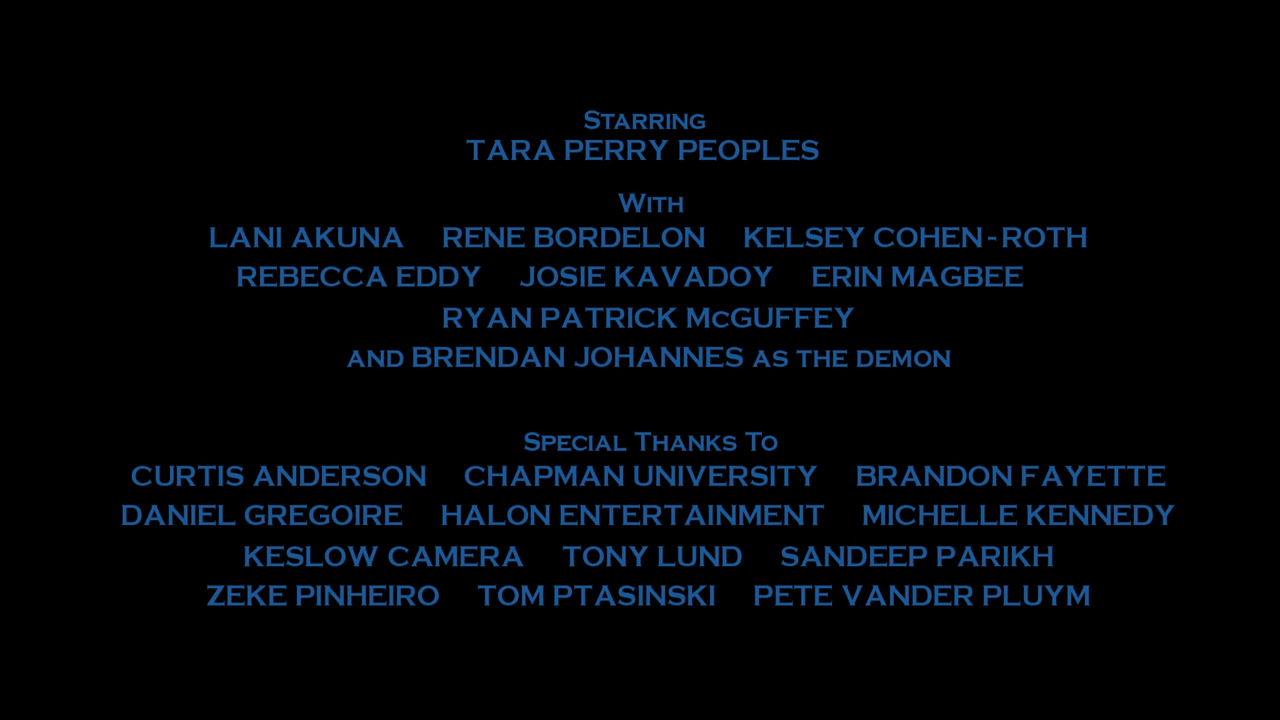 Starring
TARA PERRY PEOPLES
With
LANI AKUNA RENE BORDELON KELSEY COHEN-ROTH
REBECCA EDDY JOSIE KAVADOY ERIN MAGBEE
RYAN PATRICK McGUFFEY
AND BRENDAN JOHANNES AS THE DEMON
Special Thanks To
CURTIS ANDERSON CHAPMAN UNIVERSITY BRANDON FAYETTE
DANIEL GREGOIRE HALON ENTERTAINMENT MICHELLE KENNEDY
KESLOW CAMERA TONY LUND SANDEEP PARIKH
ZEKE PINHEIRO TOM PTASINSKI PETE VANDER PLUYM